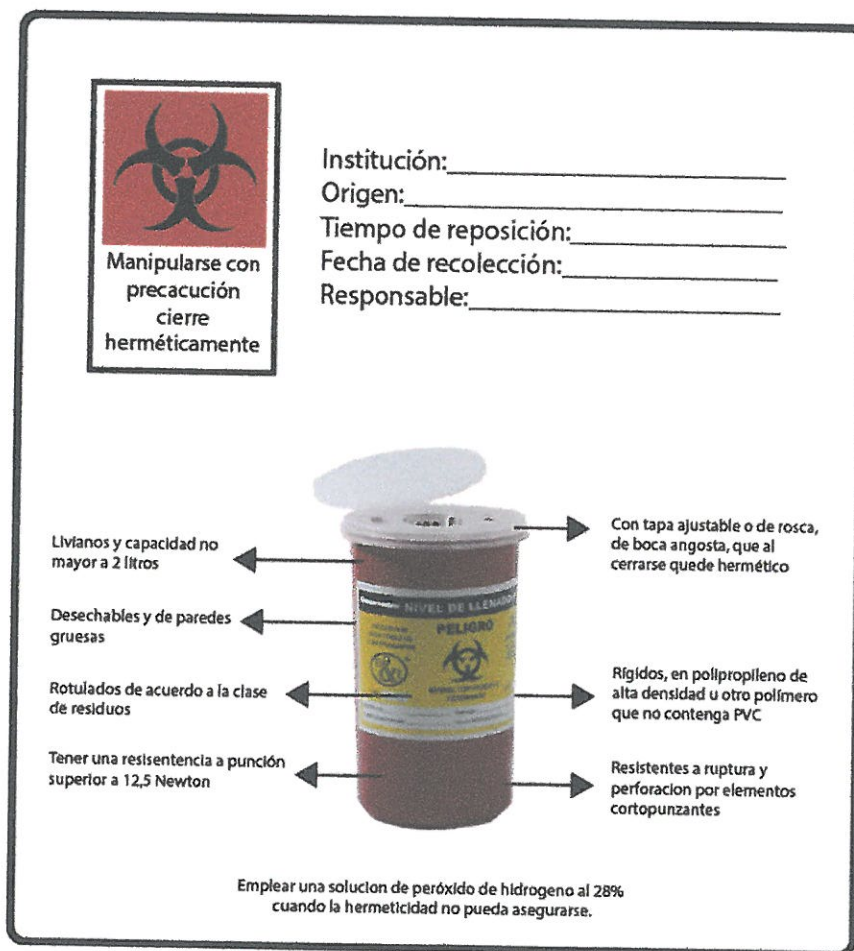 Manipularse con
precacución
cierre
herméticamente
Institución:
Origen:
Tiempo de reposición:
Fecha de recolección:
Responsable:
Livianos y capacidad no
mayor a 2 litros
Desechables y de paredes
gruesas
Rotulados de acuerdo a la clase
de residuos
Tener una resisentencia a punción
superior a 12,5 Newton
NIVEL DE LLENADO
PELIGRO
Con tapa ajustable o de rosca,
de boca angosta, que al
cerrarse quede hermético
Rígidos, en polipropileno de
alta densidad u otro polímero
que no contenga PVC
Resistentes a ruptura y
perforacion por elementos
cortopunzantes
Emplear una solucion de peróxido de hidrogeno al 28%
cuando la hermeticidad no pueda asegurarse.